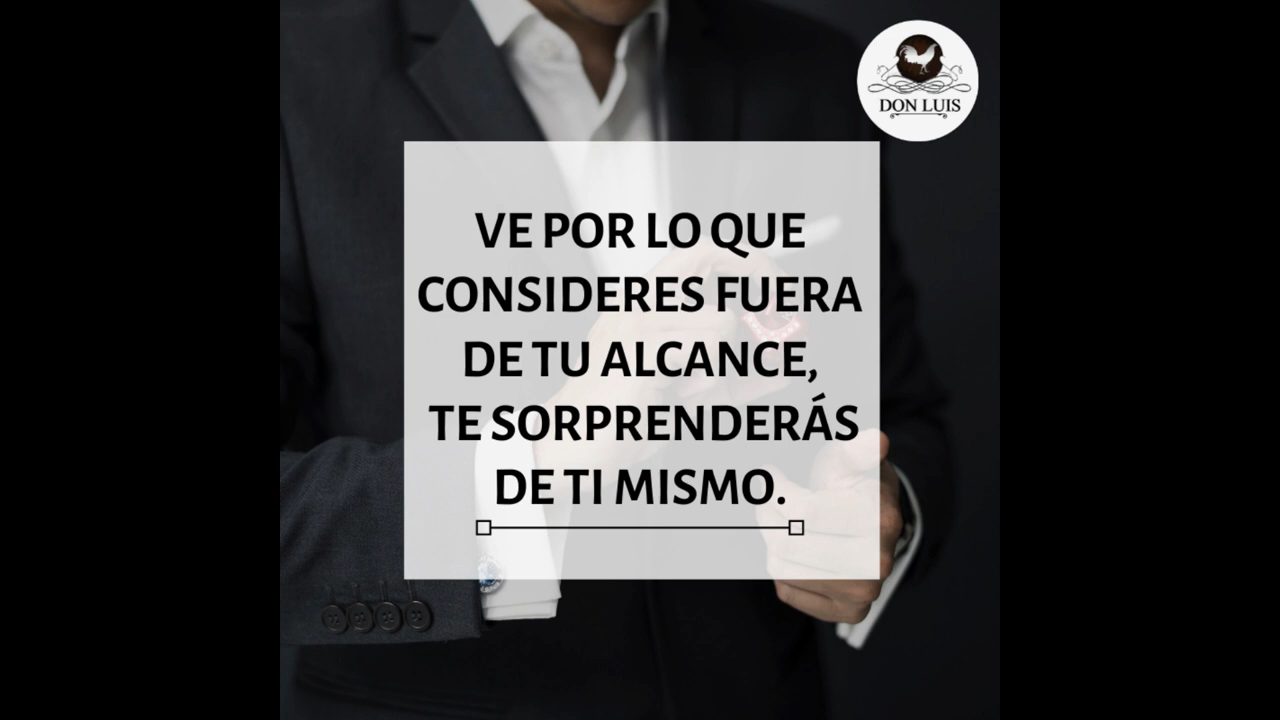 DON LUIS
VE POR LO QUE
CONSIDERES FUERA
DE TU ALCANCE,
TE SORPRENDERÁS
DE TI MISMO.